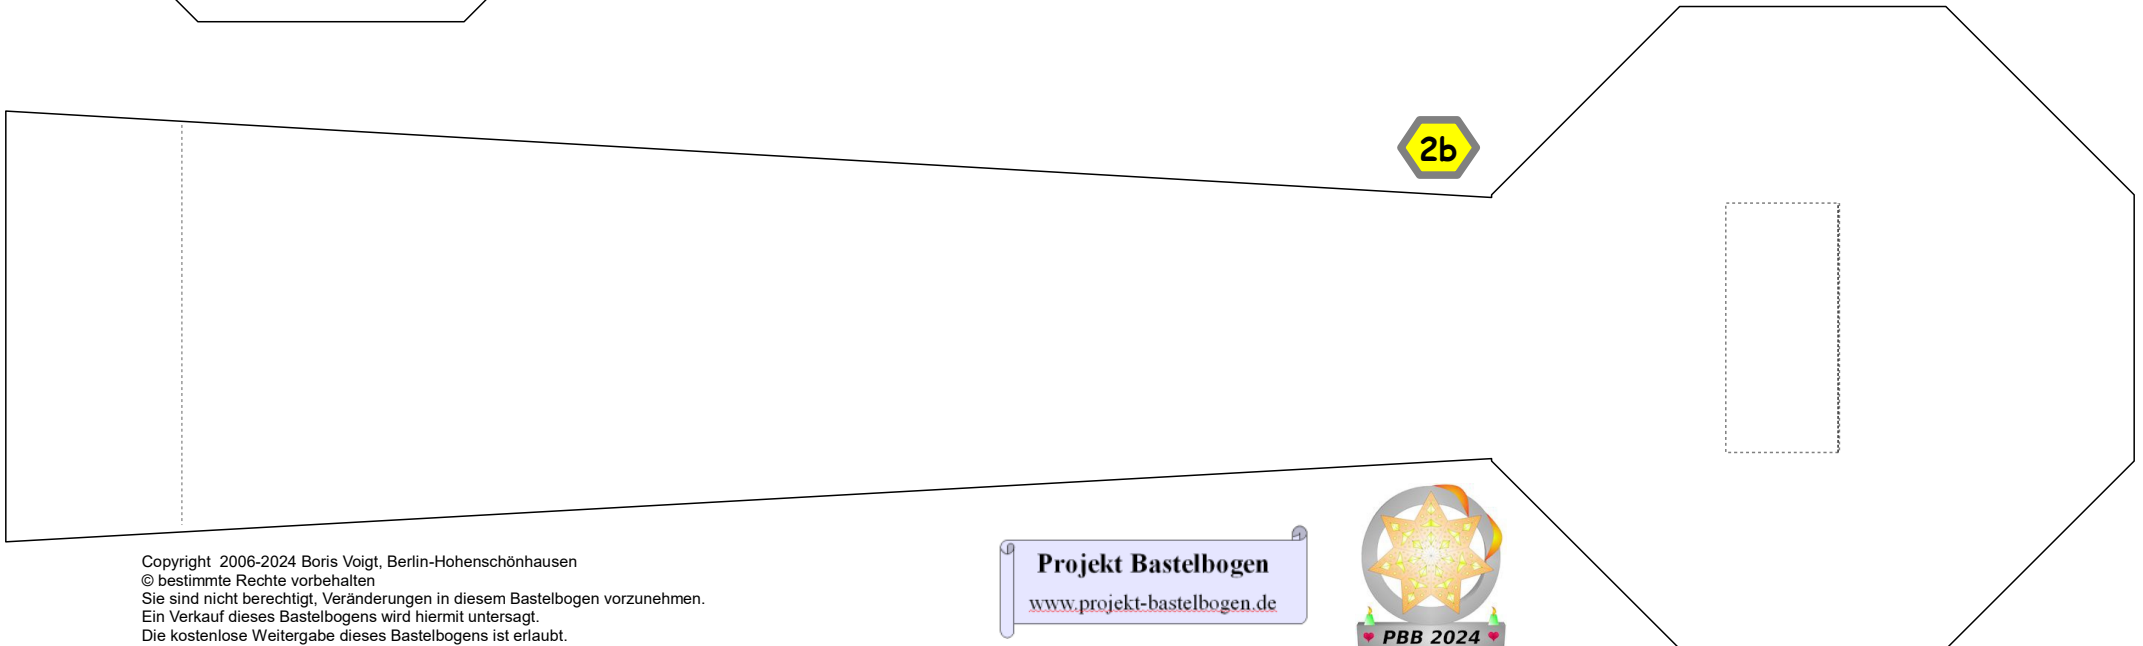 2b
Copyright  2006-2024 Boris Voigt, Berlin-Hohenschönhausen
© bestimmte Rechte vorbehalten
Sie sind nicht berechtigt, Veränderungen in diesem Bastelbogen vorzunehmen.
Ein Verkauf dieses Bastelbogens wird hiermit untersagt.
Die kostenlose Weitergabe dieses Bastelbogens ist erlaubt.
Projekt Bastelbogen
www.projekt-bastelbogen.de
PBB 2024